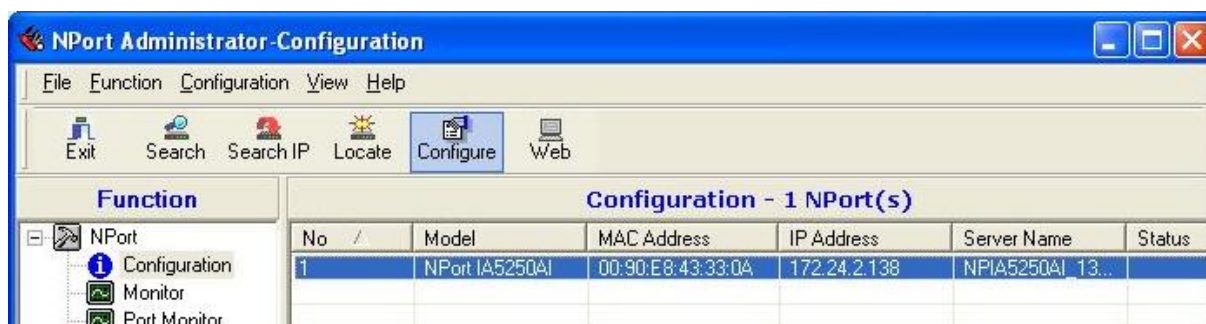 NPort Administrator-Configuration
File Function Configuration View Help
Exit Search Search IP Locate Configure Web
Function
Configuration - 1 NPort(s)
NPort
Configuration
Monitor
Port Monitor
No Model MAC Address IP Address Server Name Status
1 NPort IA5250AI 00:90:E8:43:33:0A 172.24.2.138 NPIA5250AI_13...